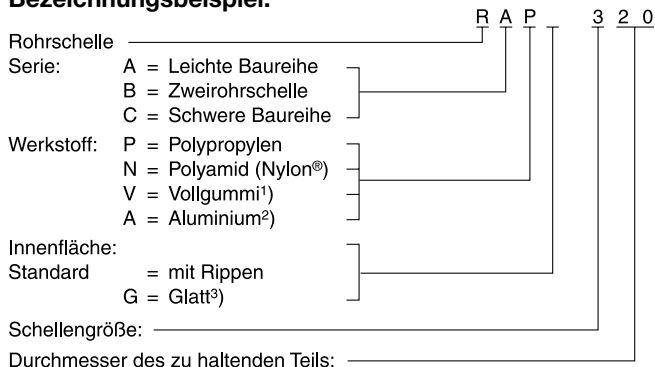 Bezeichnungsbeispiel:
R A P 3 2 0
Rohrschelle
Serie: A = Leichte Baureihe
B = Zweirohrschelle
C = Schwere Baureihe
Werkstoff: P = Polypropylen
N = Polyamid (Nylon®)
V = Vollgummi¹)
A = Aluminium²)
Innenfläche:
Standard = mit Rippen
G = Glatt³)
Schellengröße:
Durchmesser des zu haltenden Teils: